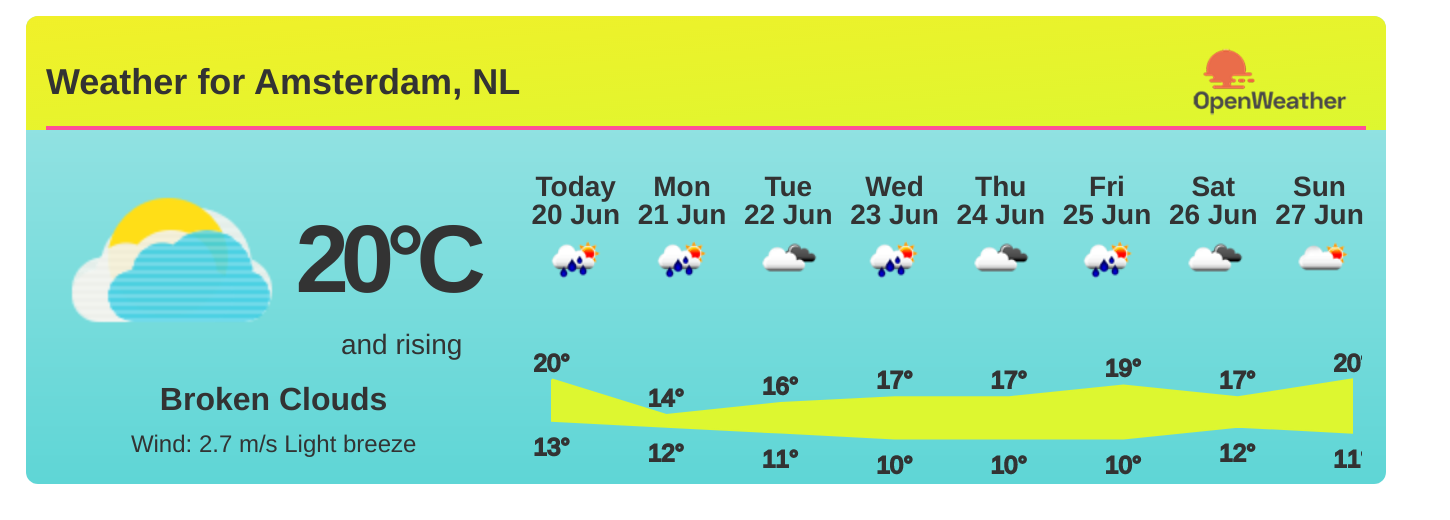 Weather for Amsterdam, NL
OpenWeather
Today Mon Tue Wed Thu Fri Sat Sun
20 Jun 21 Jun 22 Jun 23 Jun 24 Jun 25 Jun 26 Jun 27 Jun
20°C
and rising
Broken Clouds
Wind: 2.7 m/s Light breeze
20° 14° 16° 17° 17° 19° 17° 20°
13° 12° 11° 10° 10° 10° 12° 11°